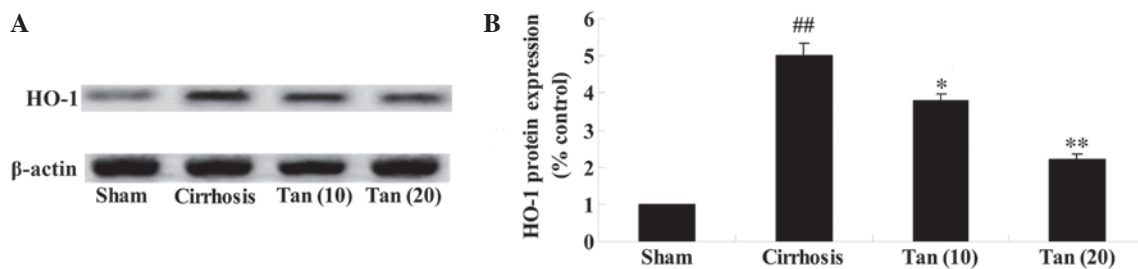 A
HO-1
β-actin
Sham Cirrhosis Tan (10) Tan (20)
B
HO-1 protein expression
(% control)
6
5
4
3
2
1
0
##
*
**
Sham Cirrhosis Tan (10) Tan (20)